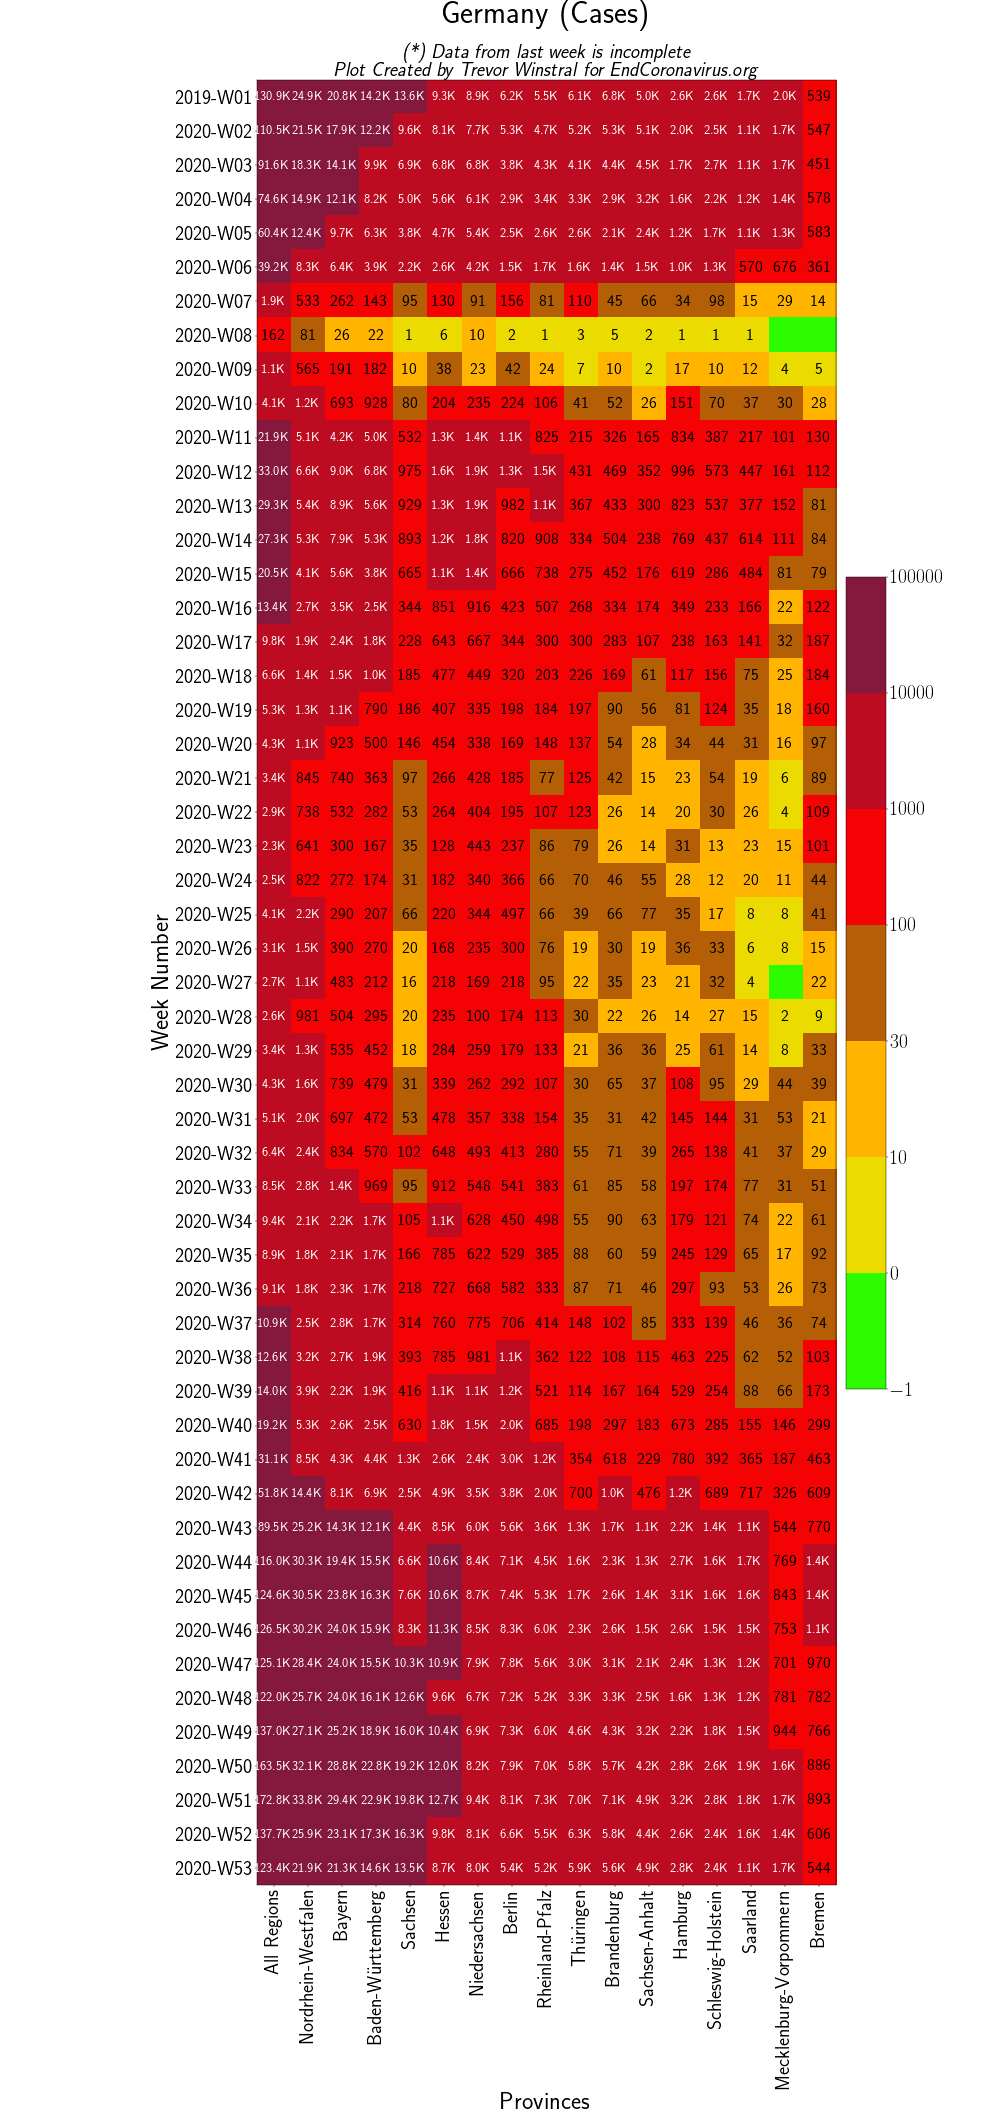 Germany (Cases)
(*) Data from last week is incomplete
Plot Created by Trevor Winstral for EndCoronavirus.org
2019-W01 130.9K 24.9K 20.8K 14.2K 13.6K 9.3K 8.9K 6.2K 5.5K 6.1K 6.8K 5.0K 2.6K 2.6K 1.7K 2.0K 539
2020-W02 110.5K 21.5K 17.9K 12.2K 9.6K 8.1K 7.7K 5.3K 4.7K 5.2K 5.3K 5.1K 2.0K 2.5K 1.1K 1.7K 547
2020-W03 91.6K 18.3K 14.1K 9.9K 6.9K 6.8K 6.8K 3.8K 4.3K 4.1K 4.4K 4.5K 1.7K 2.7K 1.1K 1.7K 451
2020-W04 74.6K 14.9K 12.1K 8.2K 5.0K 5.6K 6.1K 2.9K 3.4K 3.3K 2.9K 3.2K 1.6K 2.2K 1.2K 1.4K 578
2020-W05 60.4K 12.4K 9.7K 6.3K 3.8K 4.7K 5.4K 2.5K 2.6K 2.6K 2.1K 2.4K 1.2K 1.7K 1.1K 1.3K 583
2020-W06 39.2K 8.3K 6.4K 3.9K 2.2K 2.6K 4.2K 1.5K 1.7K 1.6K 1.4K 1.5K 1.0K 1.3K 570 676 361
2020-W07 1.9K 533 262 143 95 130 91 156 81 110 45 66 34 98 15 29 14
2020-W08 162 81 26 22 1 6 10 2 1 3 5 2 1 1 1
2020-W09 1.1K 565 191 182 10 38 23 42 24 7 10 2 17 10 12 4 5
2020-W10 4.1K 1.2K 693 928 80 204 235 224 106 41 52 26 151 70 37 30 28
2020-W11 21.9K 5.1K 4.2K 5.0K 532 1.3K 1.4K 1.1K 825 215 326 165 834 387 217 101 130
2020-W12 33.0K 6.6K 9.0K 6.8K 975 1.6K 1.9K 1.3K 1.5K 431 469 352 996 573 447 161 112
2020-W13 29.3K 5.4K 8.9K 5.6K 929 1.3K 1.9K 982 1.1K 367 433 300 823 537 377 152 81
2020-W14 27.3K 5.3K 7.9K 5.3K 893 1.2K 1.8K 820 908 334 504 238 769 437 614 111 84
2020-W15 20.5K 4.1K 5.6K 3.8K 665 1.1K 1.4K 666 738 275 452 176 619 286 484 81 79
2020-W16 13.4K 2.7K 3.5K 2.5K 344 851 916 423 507 268 334 174 349 233 166 22 122
2020-W17 9.8K 1.9K 2.4K 1.8K 228 643 667 344 300 300 283 107 238 163 141 32 187
2020-W18 6.6K 1.4K 1.5K 1.0K 185 477 449 320 203 226 169 61 117 156 75 25 184
2020-W19 5.3K 1.3K 1.1K 790 186 407 335 198 184 197 90 56 81 124 35 18 160
2020-W20 4.3K 1.1K 923 500 146 454 338 169 148 137 54 28 34 44 31 16 97
2020-W21 3.4K 845 740 363 97 266 428 185 77 125 42 15 23 54 19 6 89
2020-W22 2.9K 738 532 282 53 264 404 195 107 123 26 14 20 30 26 4 109
2020-W23 2.3K 641 300 167 35 128 443 237 86 79 26 14 31 13 23 15 101
2020-W24 2.5K 822 272 174 31 182 340 366 66 70 46 55 28 12 20 11 44
2020-W25 4.1K 2.2K 290 207 66 220 344 497 66 39 66 77 35 17 8 8 41
2020-W26 3.1K 1.5K 390 270 20 168 235 300 76 19 30 19 36 33 6 8 15
2020-W27 2.7K 1.1K 483 212 16 218 169 218 95 22 35 23 21 32 4 22
2020-W28 2.6K 981 504 295 20 235 100 174 113 30 22 26 14 27 15 2 9
2020-W29 3.4K 1.3K 535 452 18 284 259 179 133 21 36 36 25 61 14 8 33
2020-W30 4.3K 1.6K 739 479 31 339 262 292 107 30 65 37 108 95 29 44 39
2020-W31 5.1K 2.0K 697 472 53 478 357 338 154 35 31 42 145 144 31 53 21
2020-W32 6.4K 2.4K 834 570 102 648 493 413 280 55 71 39 265 138 41 37 29
2020-W33 8.5K 2.8K 1.4K 969 95 912 548 541 383 61 85 58 197 174 77 31 51
2020-W34 9.4K 2.1K 2.2K 1.7K 105 1.1K 628 450 498 55 90 63 179 121 74 22 61
2020-W35 8.9K 1.8K 2.1K 1.7K 166 785 622 529 385 88 60 59 245 129 65 17 92
2020-W36 9.1K 1.8K 2.3K 1.7K 218 727 668 582 333 87 71 46 297 93 53 26 73
2020-W37 10.9K 2.5K 2.8K 1.7K 314 760 775 706 414 148 102 85 333 139 46 36 74
2020-W38 12.6K 3.2K 2.7K 1.9K 393 785 981 1.1K 362 122 108 115 463 225 62 52 103
2020-W39 14.0K 3.9K 2.2K 1.9K 416 1.1K 1.1K 1.2K 521 114 167 164 529 254 88 66 173
2020-W40 19.2K 5.3K 2.6K 2.5K 630 1.8K 1.5K 2.0K 685 198 297 183 673 285 155 146 299
2020-W41 31.1K 8.5K 4.3K 4.4K 1.3K 2.6K 2.4K 3.0K 1.2K 354 618 229 780 392 365 187 463
2020-W42 51.8K 14.4K 8.1K 6.9K 2.5K 4.9K 3.5K 3.8K 2.0K 700 1.0K 476 1.2K 689 717 326 609
2020-W43 89.5K 25.2K 14.3K 12.1K 4.4K 8.5K 6.0K 5.6K 3.6K 1.3K 1.7K 1.1K 2.2K 1.4K 1.1K 544 770
2020-W44 116.0K 30.3K 19.4K 15.5K 6.6K 10.6K 8.4K 7.1K 4.5K 1.6K 2.3K 1.3K 2.7K 1.6K 1.7K 769 1.4K
2020-W45 124.6K 30.5K 23.8K 16.3K 7.6K 10.6K 8.7K 7.4K 5.3K 1.7K 2.6K 1.4K 3.1K 1.6K 1.6K 843 1.4K
2020-W46 126.5K 30.2K 24.0K 15.9K 8.3K 11.3K 8.5K 8.3K 6.0K 2.3K 2.6K 1.5K 2.6K 1.5K 1.5K 753 1.1K
2020-W47 125.1K 28.4K 24.0K 15.5K 10.3K 10.9K 7.9K 7.8K 5.6K 3.0K 3.1K 2.1K 2.4K 1.3K 1.2K 701 970
2020-W48 122.0K 25.7K 24.0K 16.1K 12.6K 9.6K 6.7K 7.2K 5.2K 3.3K 3.3K 2.5K 1.6K 1.3K 1.2K 781 782
2020-W49 137.0K 27.1K 25.2K 18.9K 16.0K 10.4K 6.9K 7.3K 6.0K 4.6K 4.3K 3.2K 2.2K 1.8K 1.5K 944 766
2020-W50 163.5K 32.1K 28.8K 22.8K 19.2K 12.0K 8.2K 7.9K 7.0K 5.8K 5.7K 4.2K 2.8K 2.6K 1.9K 1.6K 886
2020-W51 172.8K 33.8K 29.4K 22.9K 19.8K 12.7K 9.4K 8.1K 7.3K 7.0K 7.1K 4.9K 3.2K 2.8K 1.8K 1.7K 893
2020-W52 137.7K 25.9K 23.1K 17.3K 16.3K 9.8K 8.1K 6.6K 5.5K 6.3K 5.8K 4.4K 2.6K 2.4K 1.6K 1.4K 606
2020-W53 123.4K 21.9K 21.3K 14.6K 13.5K 8.7K 8.0K 5.4K 5.2K 5.9K 5.6K 4.9K 2.8K 2.4K 1.1K 1.7K 544
Week Number
All Regions
Nordrhein-Westfalen
Bayern
Baden-Württemberg
Sachsen
Hessen
Niedersachsen
Berlin
Rheinland-Pfalz
Thüringen
Brandenburg
Sachsen-Anhalt
Hamburg
Schleswig-Holstein
Saarland
Mecklenburg-Vorpommern
Bremen
Provinces
100000
10000
1000
100
30
10
0
−1